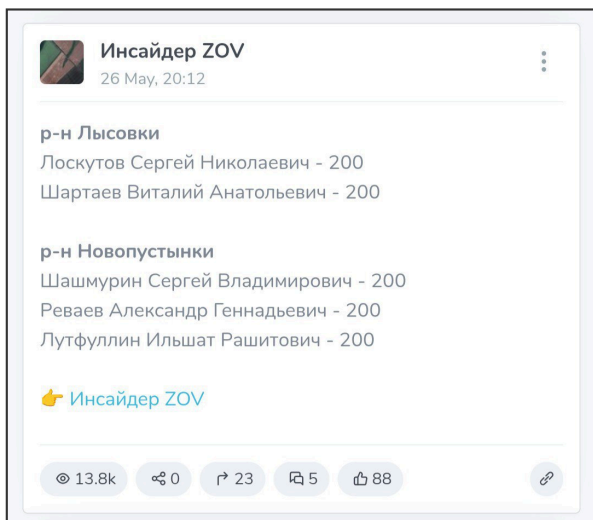 Инсайдер ZOV
26 May, 20:12
р-н Лысовки
Лоскутов Сергей Николаевич - 200
Шартаев Виталий Анатольевич - 200
р-н Новопустынки
Шашмурин Сергей Владимирович - 200
Реваев Александр Геннадьевич - 200
Лутфуллин Ильшат Рашитович - 200
👉 Инсайдер ZOV
13.8k 0 23 5 88